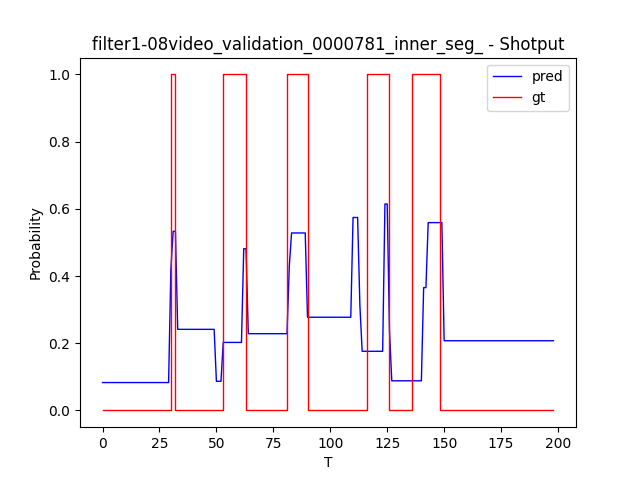 filter1-08video_validation_0000781_inner_seg_ - Shotput
pred
gt
Probability
1.0
0.8
0.6
0.4
0.2
0.0
0 25 50 75 100 125 150 175 200
T